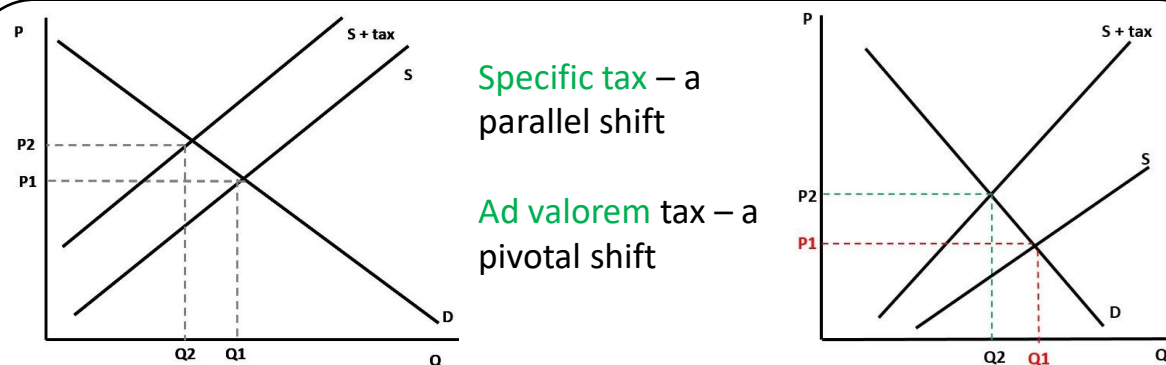 P
S + tax
S
P2
P1
D
Q2 Q1
Q
Specific tax – a
parallel shift
Ad valorem tax – a
pivotal shift
P
S + tax
S
P2
P1
D
Q2 Q1
Q